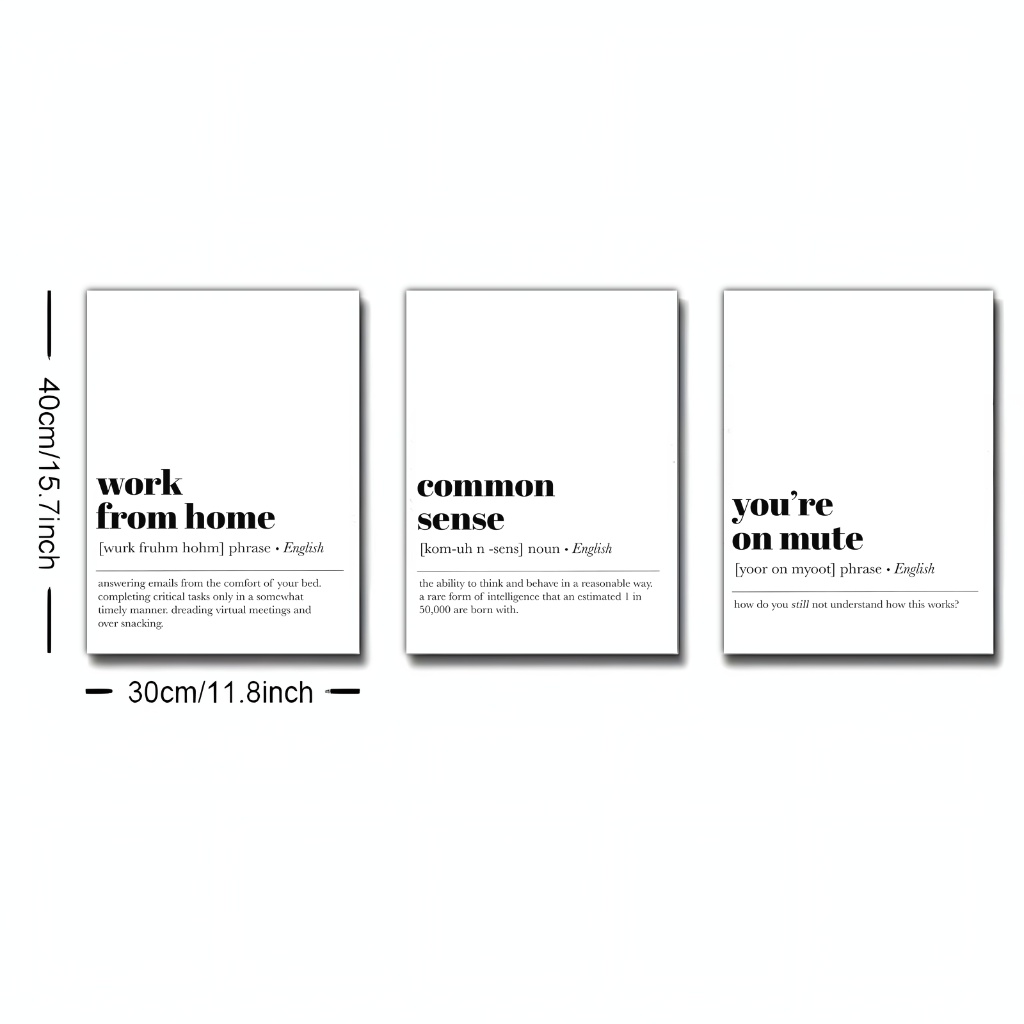 40cm/15.7inch
work
from home
[wurk fruhm hohm] phrase • English
answering emails from the comfort of your bed.
completing critical tasks only in a somewhat
timely manner. dreading virtual meetings and
over snacking.
30cm/11.8inch
common
sense
[kom-uh n -sens] noun • English
the ability to think and behave in a reasonable way.
a rare form of intelligence that an estimated 1 in
50,000 are born with.
you're
on mute
[yoor on myoot] phrase • English
how do you still not understand how this works?